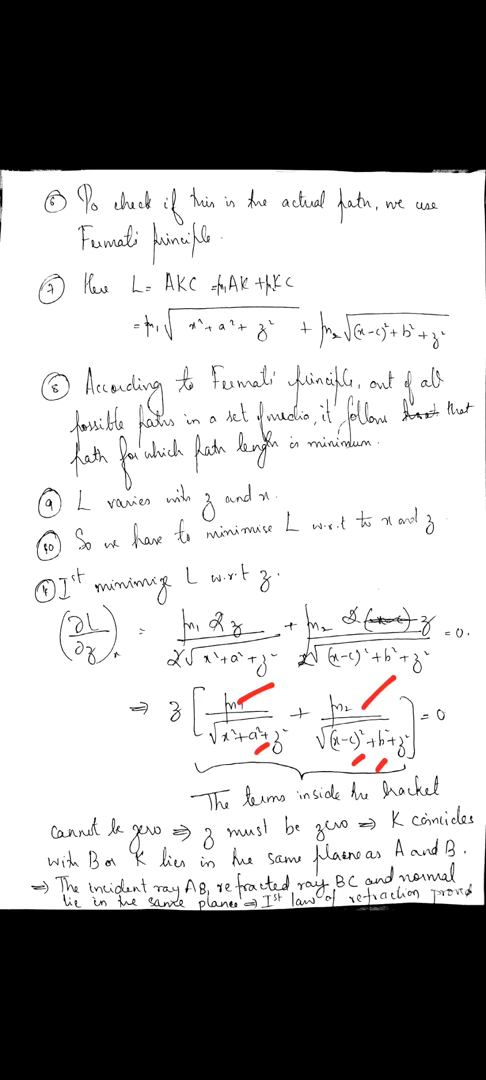 ⑥ To check if this is the actual path, we use
Fermat's principle.
⑦ Here L = AKC = μ₁AK + μ₂KC
= μ₁√(x² + a² + z²) + μ₂√((x-c)² + b² + z²)
⑧ According to Fermat's principle, out of all
possible paths in a set of media, it follows that
path for which path length is minimum.
⑨ L varies with z and x.
⑩ So we have to minimise L w.r.t to x and z
⑪ Ist minimize L w.r.t z.
(∂L/∂z)ₓ = μ₁ 2z / 2√(x² + a² + z²) + μ₂ 2 z / 2√((x-c)² + b² + z²) = 0.
⇒ z [ μ₁ / √(x² + a² + z²) + μ₂ / √((x-c)² + b² + z²) ] = 0
The terms inside the bracket
cannot be zero ⇒ z must be zero ⇒ K coincides
with B or K lies in the same plane as A and B.
⇒ The incident ray AB, refracted ray BC and normal
lie in the same plane ⇒ Ist law of refraction proved